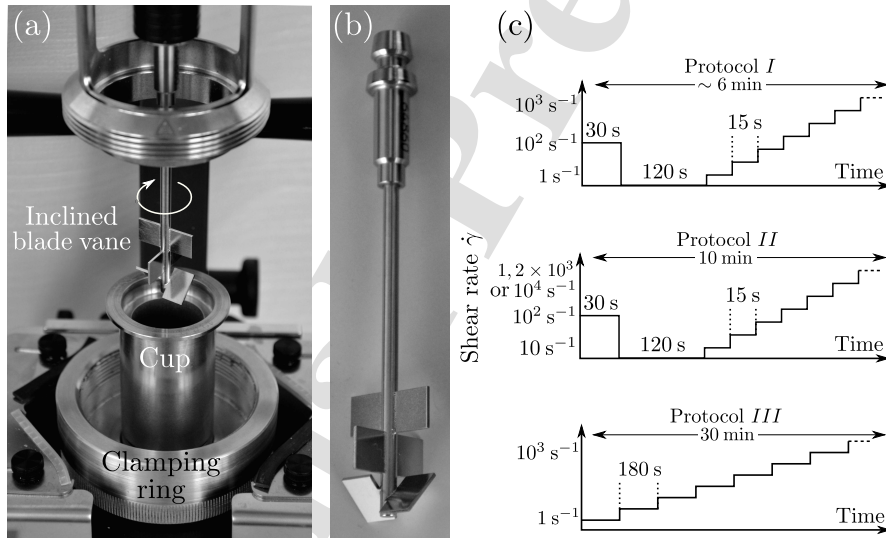 (a)
Inclined
blade vane
Cup
Clamping
ring
(b)
(c)
Shear rate γ̇
Protocol I
∼ 6 min
10³ s⁻¹
30 s
15 s
10² s⁻¹
120 s
1 s⁻¹
Time
Protocol II
10 min
1, 2 × 10³
or 10⁴ s⁻¹
30 s
15 s
10² s⁻¹
120 s
10 s⁻¹
Time
Protocol III
30 min
10³ s⁻¹
180 s
1 s⁻¹
Time